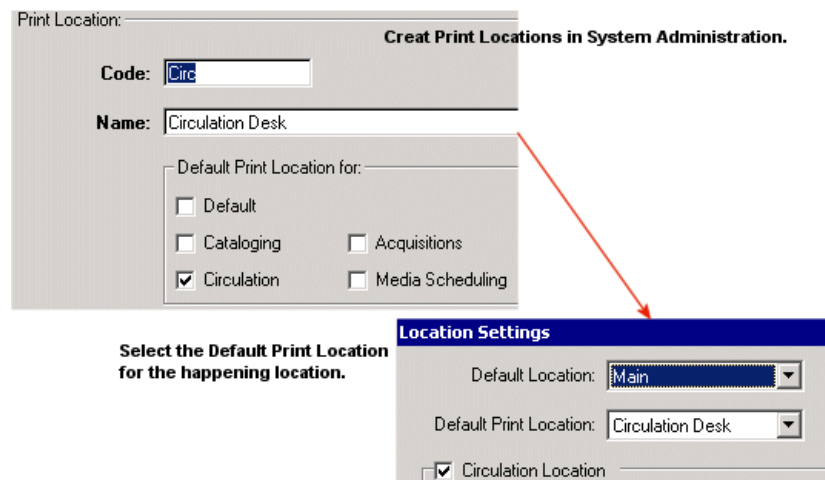 Print Location:
Creat Print Locations in System Administration.
Code: Circ
Name: Circulation Desk
Default Print Location for:
Default
Cataloging Acquisitions
Circulation Media Scheduling
Select the Default Print Location
for the happening location.
Location Settings
Default Location: Main
Default Print Location: Circulation Desk
Circulation Location